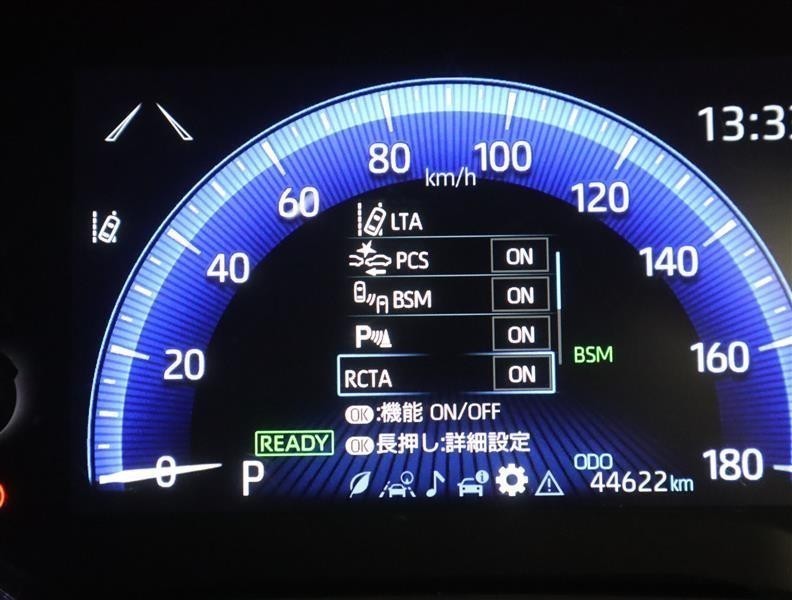 13:33
80
100
km/h
60
120
LTA
40
PCS ON
140
BSM ON
P ON
20
BSM
160
RCTA ON
OK:機能 ON/OFF
READY
OK長押し:詳細設定
0
P
ODO
44622km
180